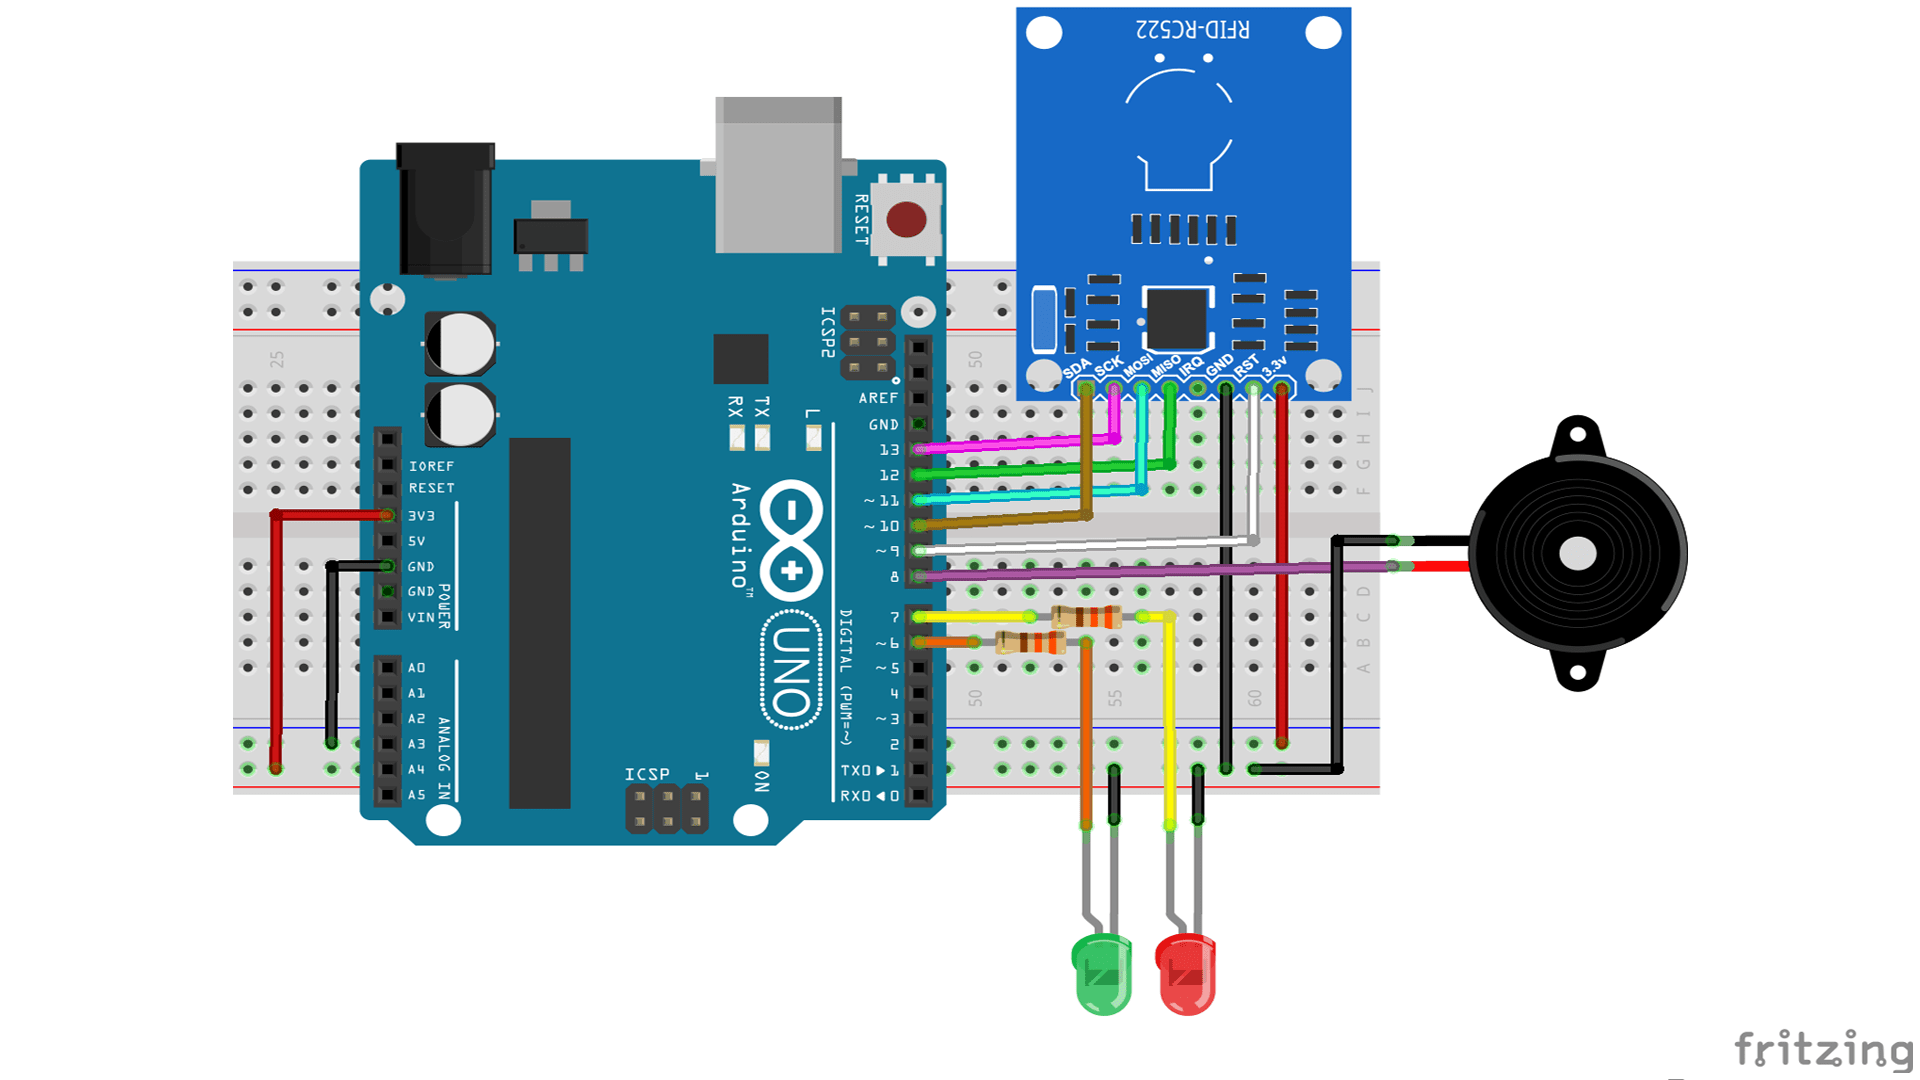 RFID-RC522
SDA
SCK
MOSI
MISO
IRQ
GND
RST
3.3v
RESET
ICSP2
25
50
J
I
H
G
F
AREF
GND
13
12
~11
~10
~9
8
7
~6
~5
4
~3
2
TX0▶1
RX0◀0
RX
TX
L
IOREF
RESET
3V3
5V
GND
GND
VIN
POWER
A0
A1
A2
A3
A4
A5
ANALOG IN
Arduino™
UNO
DIGITAL (PWM=~)
ICSP
1
ON
D
C
B
A
50
55
60
fritzing